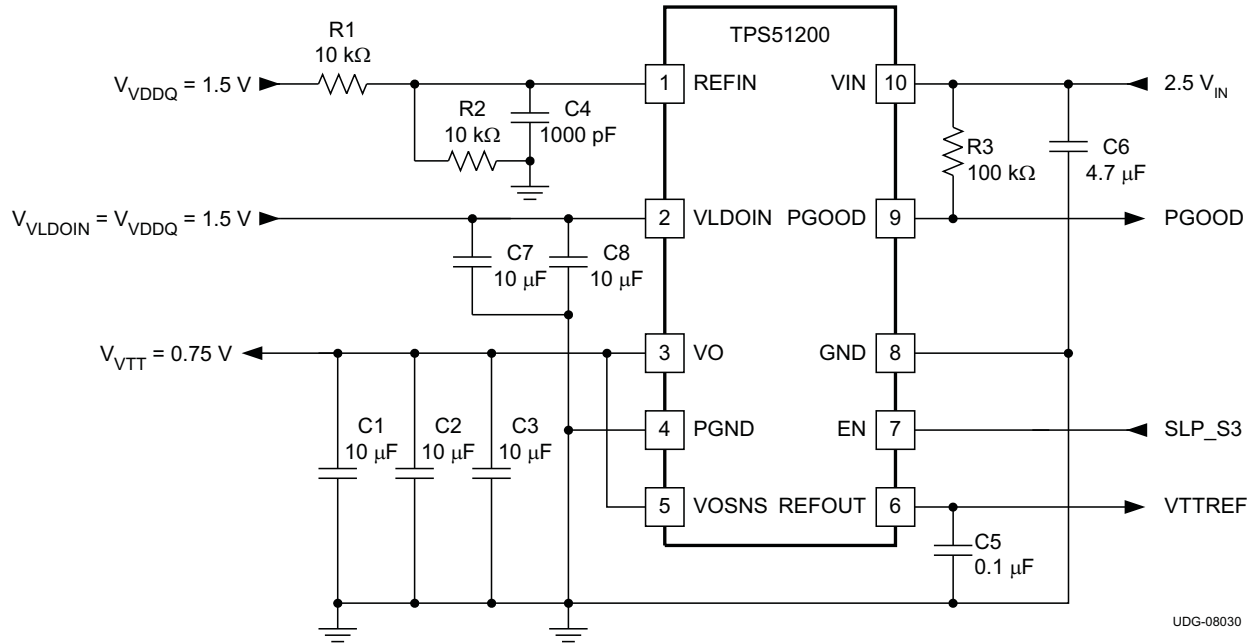 TPS51200
R1
10 kΩ
V_VDDQ = 1.5 V
1 REFIN
VIN 10
2.5 V_IN
R2
10 kΩ
C4
1000 pF
R3
100 kΩ
C6
4.7 µF
V_VLDOIN = V_VDDQ = 1.5 V
2 VLDOIN
PGOOD 9
PGOOD
C7
10 µF
C8
10 µF
V_VTT = 0.75 V
3 VO
GND 8
C1
10 µF
C2
10 µF
C3
10 µF
4 PGND
EN 7
SLP_S3
5 VOSNS
REFOUT 6
VTTREF
C5
0.1 µF
UDG-08030